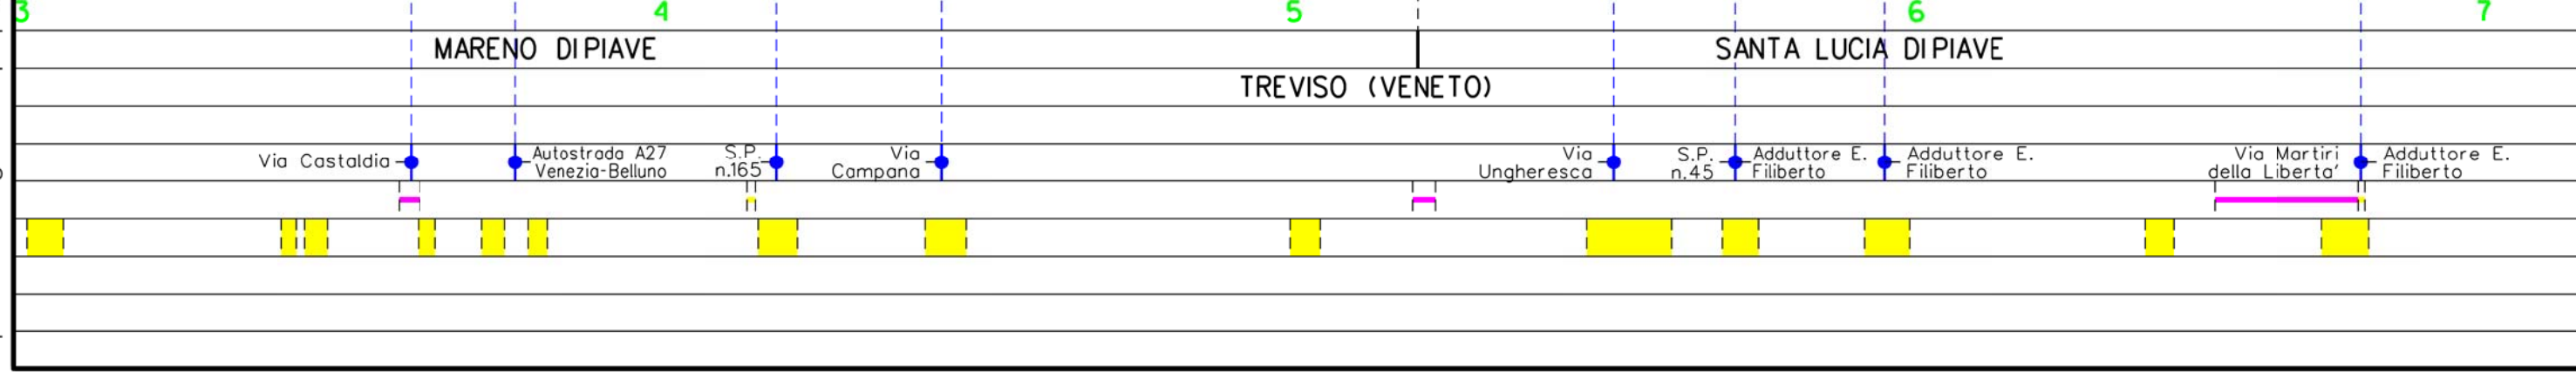 3 4 5 6 7
MARENO DI PIAVE SANTA LUCIA DI PIAVE
TREVISO (VENETO)
Via Castaldia
Autostrada A27
Venezia-Belluno
S.P.
n.165
Via
Campana
Via
Ungheresca
S.P.
n.45
Adduttore E.
Filiberto
Adduttore E.
Filiberto
Via Martiri
della Liberta'
Adduttore E.
Filiberto